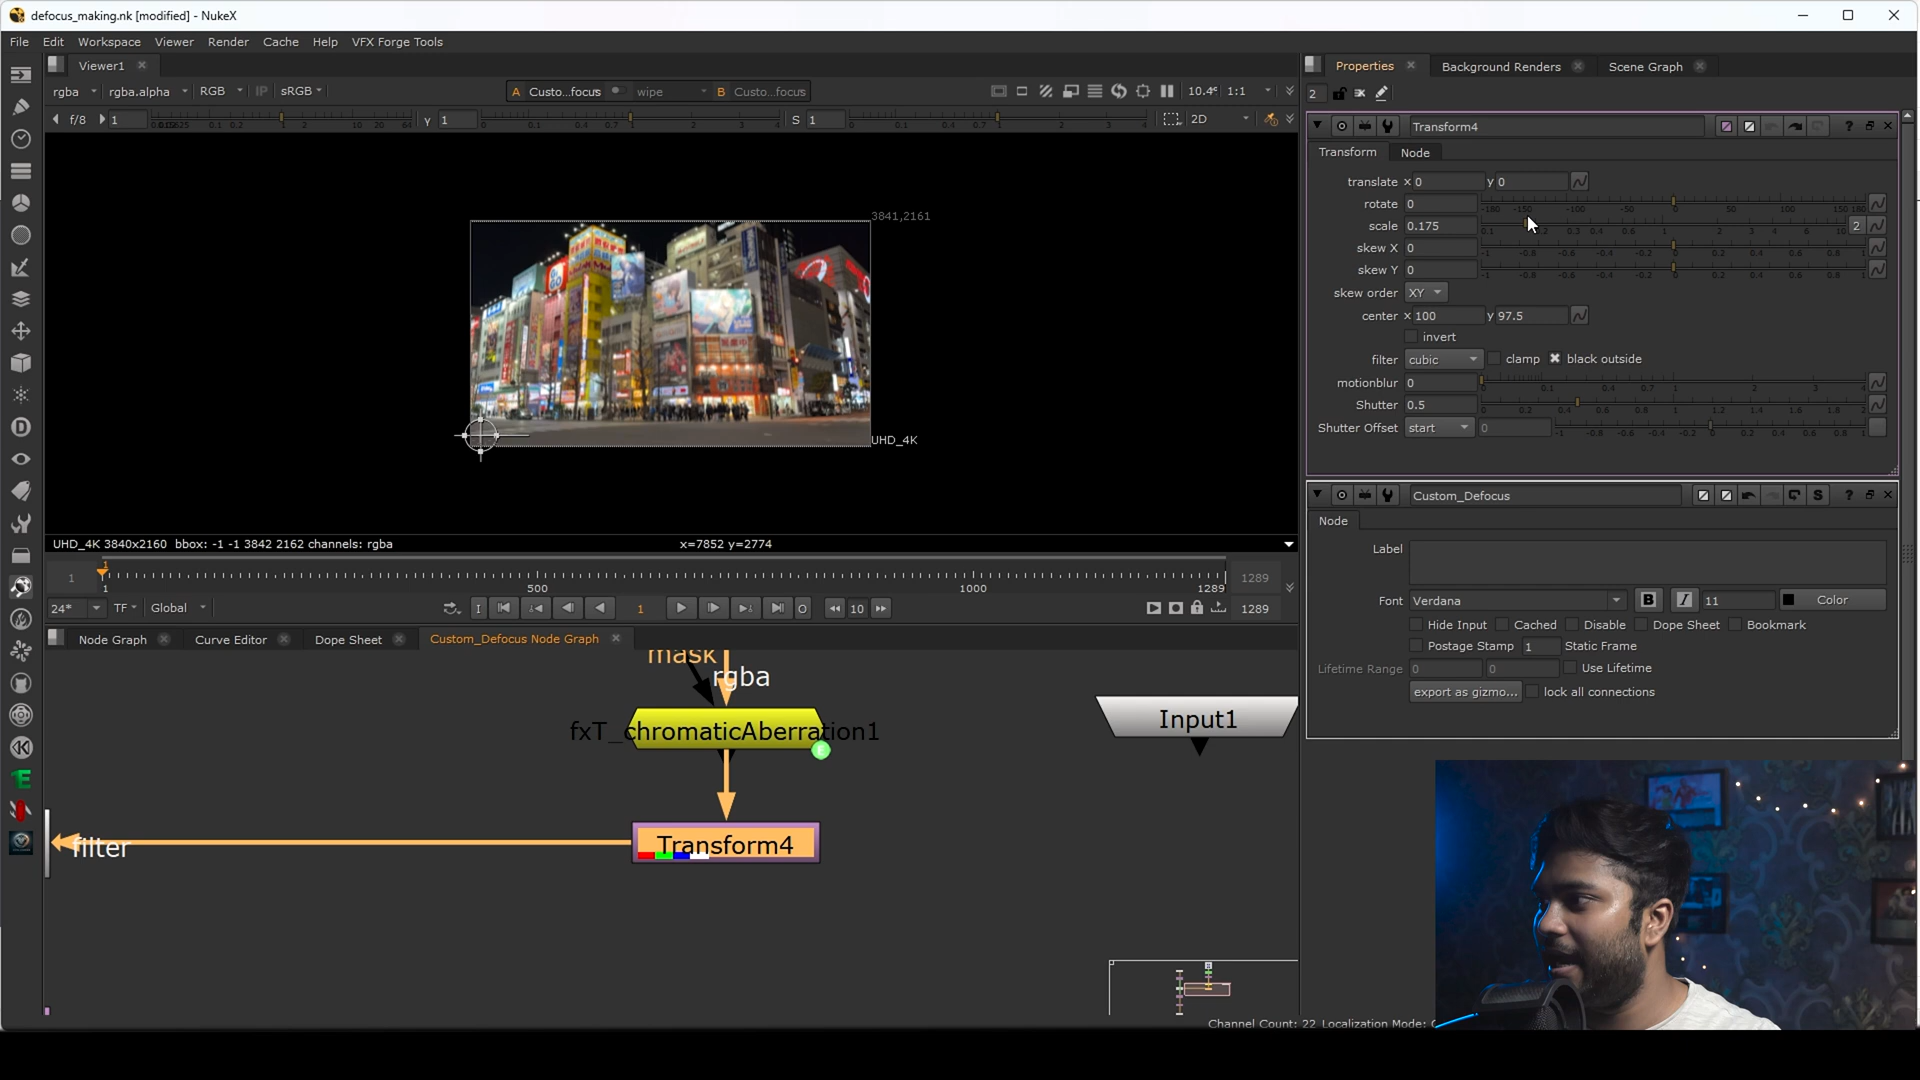 defocus_making.nk [modified] - NukeX
File Edit Workspace Viewer Render Cache Help VFX Forge Tools
Viewer1
rgba rgba.alpha RGB IP sRGB A Custo...focus wipe B Custo...focus 10.4 1:1
f/8 1 Y 1 S 1 2D
3841,2161
UHD_4K
UHD_4K 3840x2160 bbox: -1 -1 3842 2162 channels: rgba x=7852 y=2774
1 1 1 500 1000 1289 1289
24* TF Global I 1 O 10 1289
Node Graph Curve Editor Dope Sheet Custom_Defocus Node Graph
mask
rgba
fxT_chromaticAberration1
E
Input1
Transform4
filter
Channel Count: 22 Localization Mode:
Properties Background Renders Scene Graph
2
Transform4
Transform Node
translate x 0 y 0
rotate 0 -180 -150 -100 -50 0 50 100 150 180
scale 0.175 0.1 0.2 0.3 0.4 0.6 1 2 3 4 6 10 2
skew X 0 -1 -0.8 -0.6 -0.4 -0.2 0 0.2 0.4 0.6 0.8 1
skew Y 0 -1 -0.8 -0.6 -0.4 -0.2 0 0.2 0.4 0.6 0.8 1
skew order XY
center x 100 y 97.5
invert
filter cubic clamp black outside
motionblur 0 0 0.1 0.4 0.7 1 2 3 4
Shutter 0.5 0 0.2 0.4 0.6 0.8 1 1.2 1.4 1.6 1.8 2
Shutter Offset start 0 -1 -0.8 -0.6 -0.4 -0.2 0 0.2 0.4 0.6 0.8 1
Custom_Defocus S
Node
Label
Font Verdana B I 11 Color
Hide Input Cached Disable Dope Sheet Bookmark
Postage Stamp 1 Static Frame
Lifetime Range 0 0 Use Lifetime
export as gizmo... lock all connections